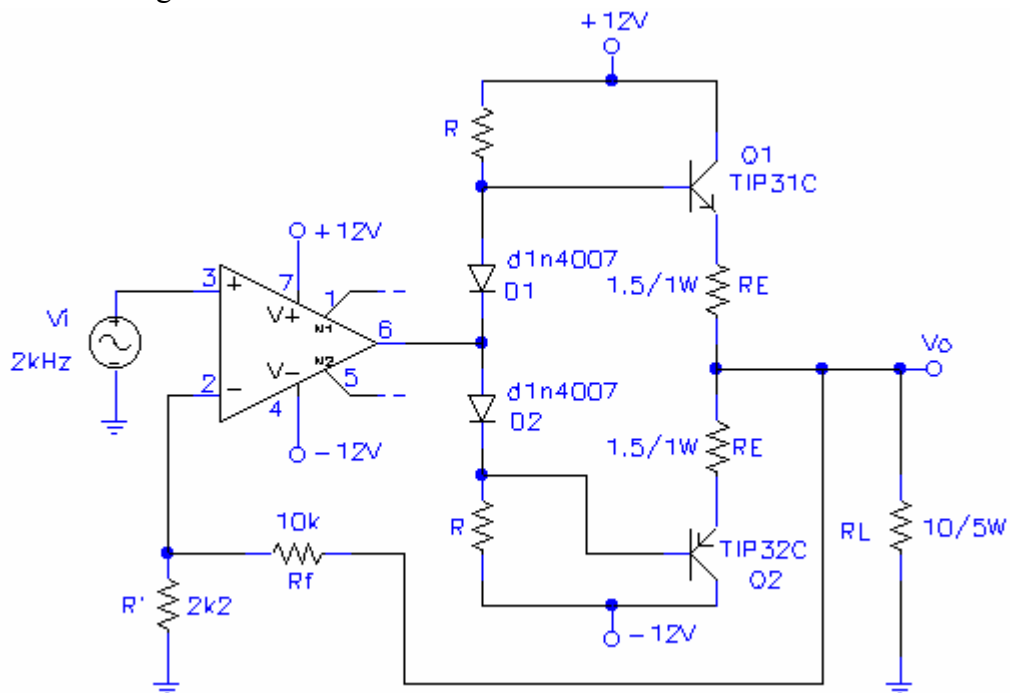 +12V
R
Q1
TIP31C
+12V
d1n4007
D1
1.5/1W
RE
3
+
7
1
N1
V+
6
Vi
2kHz
2
-
V-
N2
5
4
-12V
Vo
d1n4007
D2
1.5/1W
RE
R
10k
Rf
TIP32C
Q2
RL
10/5W
R'
2k2
-12V